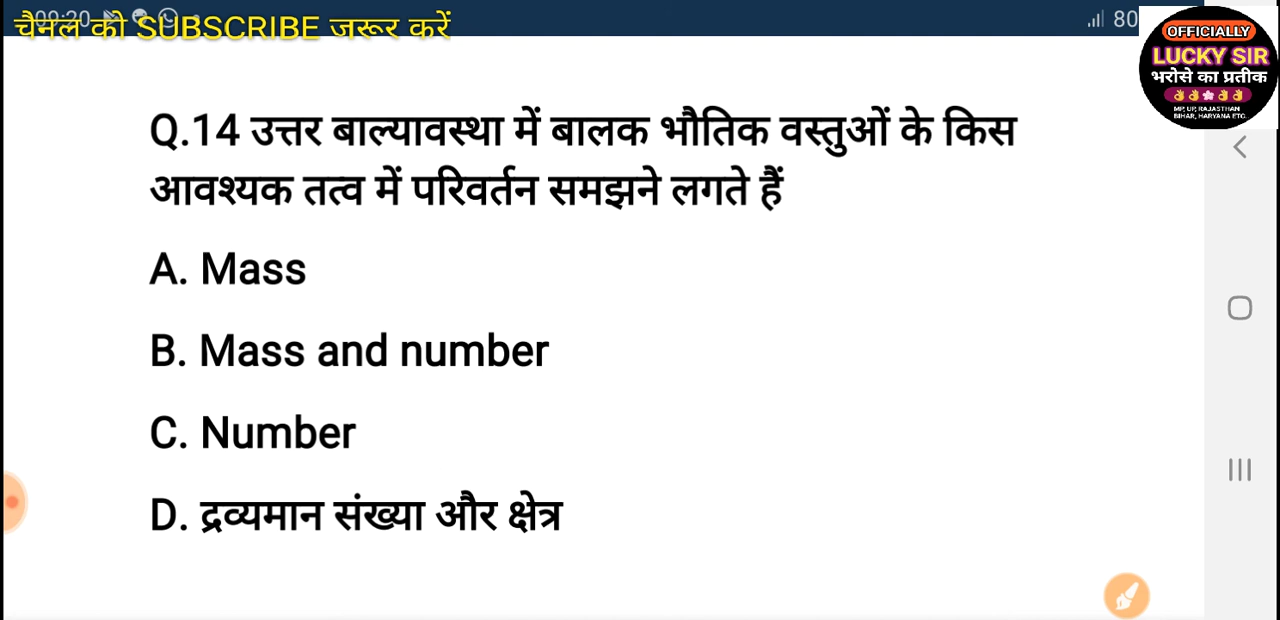 चैनल को SUBSCRIBE जरूर करें
09:20
80
OFFICIALLY
LUCKY SIR
भरोसे का प्रतीक
MP, UP, RAJASTHAN
BIHAR, HARYANA ETC..
Q.14 उत्तर बाल्यावस्था में बालक भौतिक वस्तुओं के किस
आवश्यक तत्व में परिवर्तन समझने लगते हैं
A. Mass
B. Mass and number
C. Number
D. द्रव्यमान संख्या और क्षेत्र